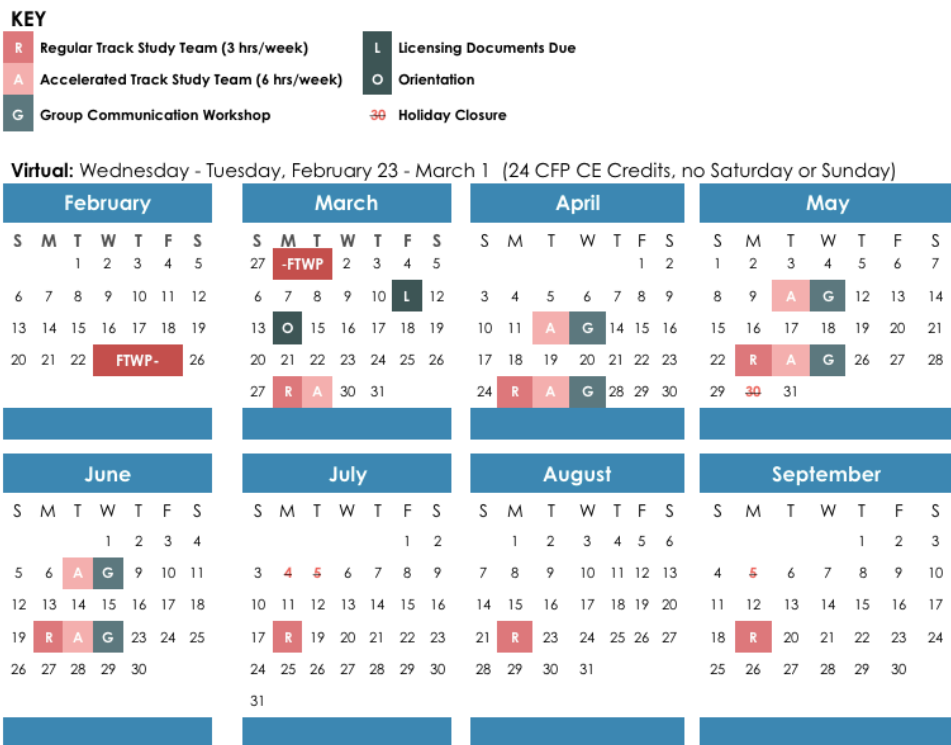 KEY
R Regular Track Study Team (3 hrs/week) L Licensing Documents Due
A Accelerated Track Study Team (6 hrs/week) O Orientation
G Group Communication Workshop 30 Holiday Closure
Virtual: Wednesday - Tuesday, February 23 - March 1 (24 CFP CE Credits, no Saturday or Sunday)
February
S M T W T F S
1 2 3 4 5
6 7 8 9 10 11 12
13 14 15 16 17 18 19
20 21 22 FTWP- 26
March
S M T W T F S
27 -FTWP 2 3 4 5
6 7 8 9 10 L 12
13 O 15 16 17 18 19
20 21 22 23 24 25 26
27 R A 30 31
April
S M T W T F S
1 2
3 4 5 6 7 8 9
10 11 A G 14 15 16
17 18 19 20 21 22 23
24 R A G 28 29 30
May
S M T W T F S
1 2 3 4 5 6 7
8 9 A G 12 13 14
15 16 17 18 19 20 21
22 R A G 26 27 28
29 30 31
June
S M T W T F S
1 2 3 4
5 6 A G 9 10 11
12 13 14 15 16 17 18
19 R A G 23 24 25
26 27 28 29 30
July
S M T W T F S
1 2
3 4 5 6 7 8 9
10 11 12 13 14 15 16
17 R 19 20 21 22 23
24 25 26 27 28 29 30
31
August
S M T W T F S
1 2 3 4 5 6
7 8 9 10 11 12 13
14 15 16 17 18 19 20
21 R 23 24 25 26 27
28 29 30 31
September
S M T W T F S
1 2 3
4 5 6 7 8 9 10
11 12 13 14 15 16 17
18 R 20 21 22 23 24
25 26 27 28 29 30